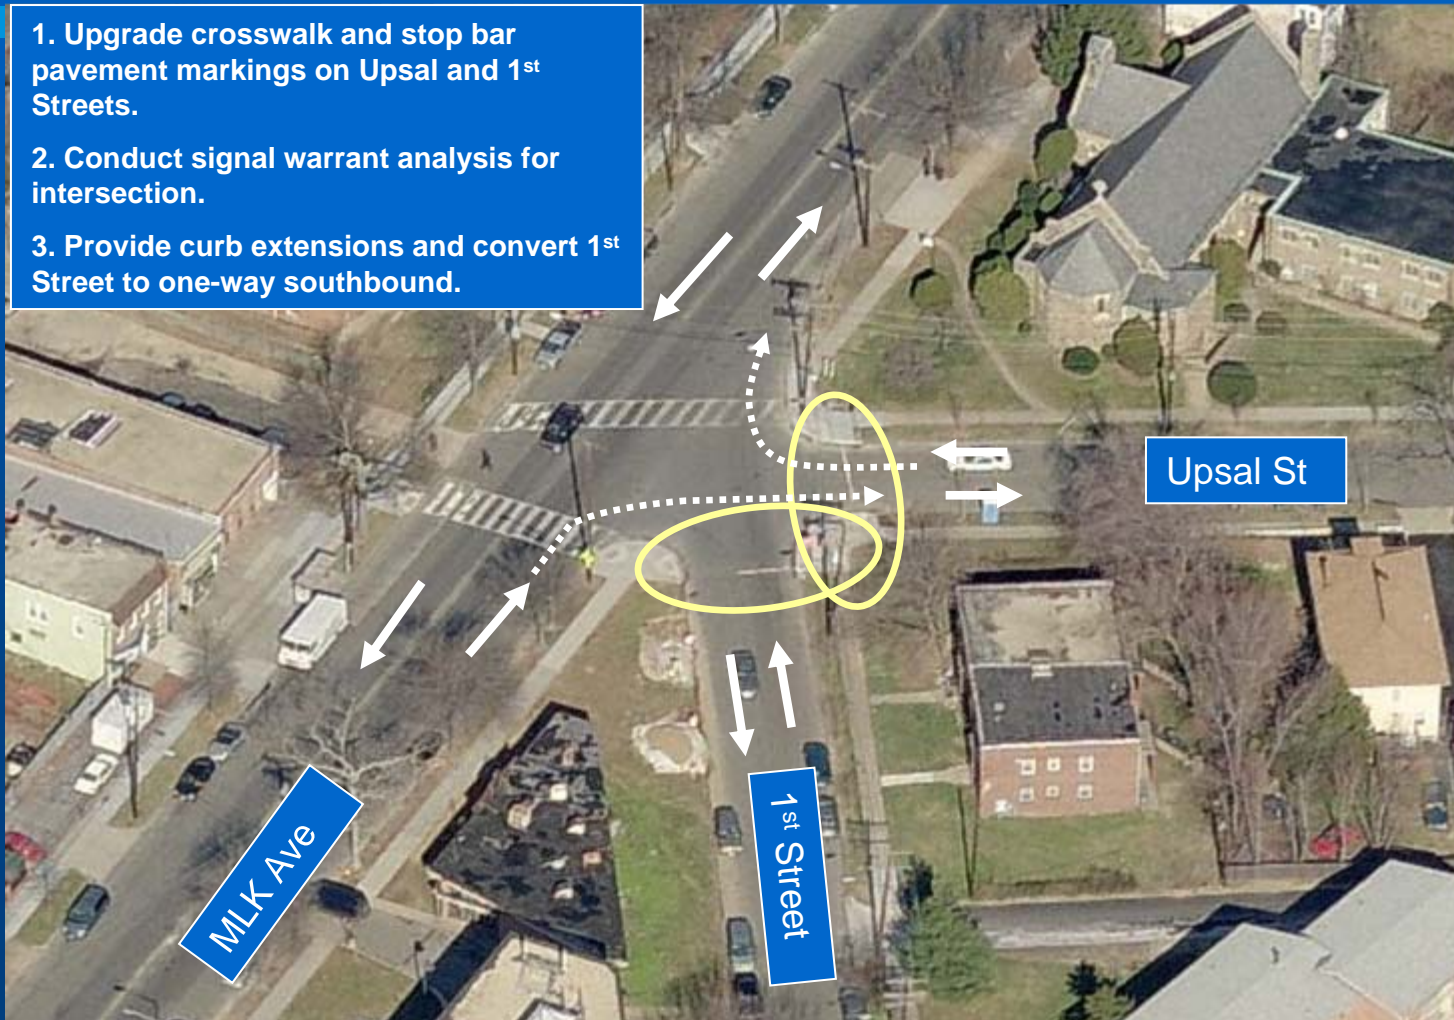 1. Upgrade crosswalk and stop bar
pavement markings on Upsal and 1st
Streets.
2. Conduct signal warrant analysis for
intersection.
3. Provide curb extensions and convert 1st
Street to one-way southbound.
Upsal St
MLK Ave
1st Street